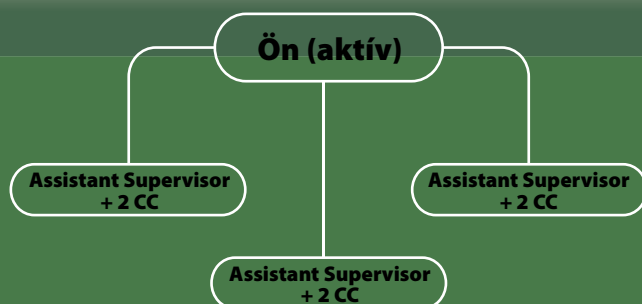 Ön (aktív)
Assistant Supervisor
+ 2 CC
Assistant Supervisor
+ 2 CC
Assistant Supervisor
+ 2 CC